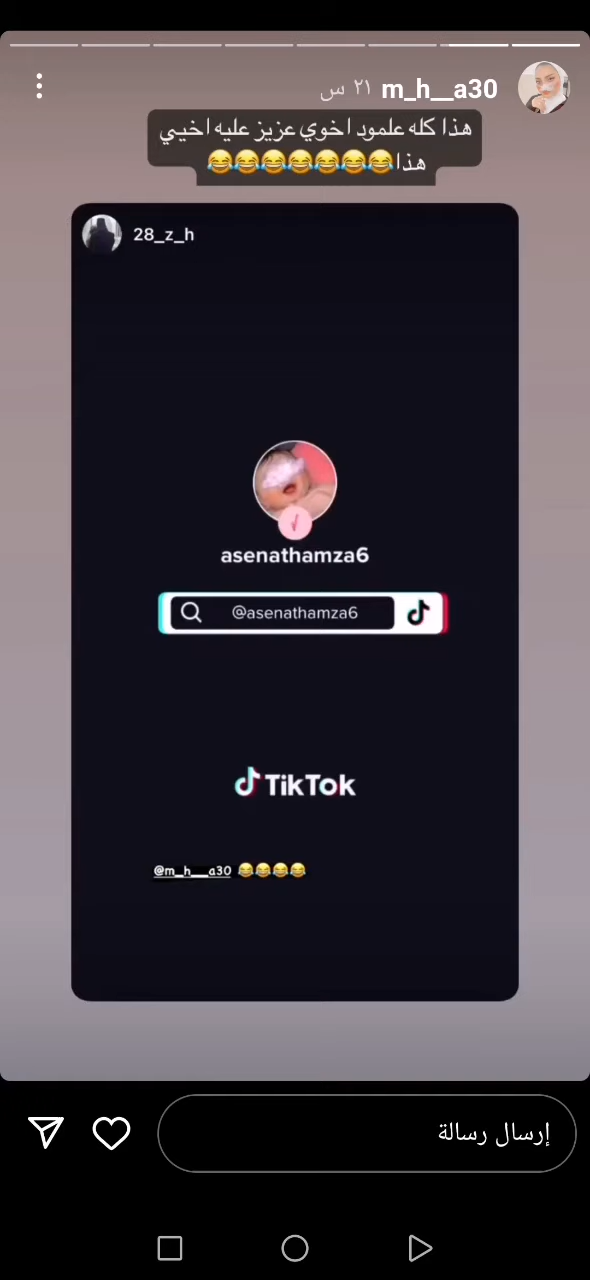 m_h__a30 ٢١ س
هذا كله علمود اخوي عزيز عليه اخيي
هذا😂😂😂😂😂😂😂
28_z_h
asenathamza6
@asenathamza6
TikTok
@m_h__a30 😂😂😂😂
إرسال رسالة